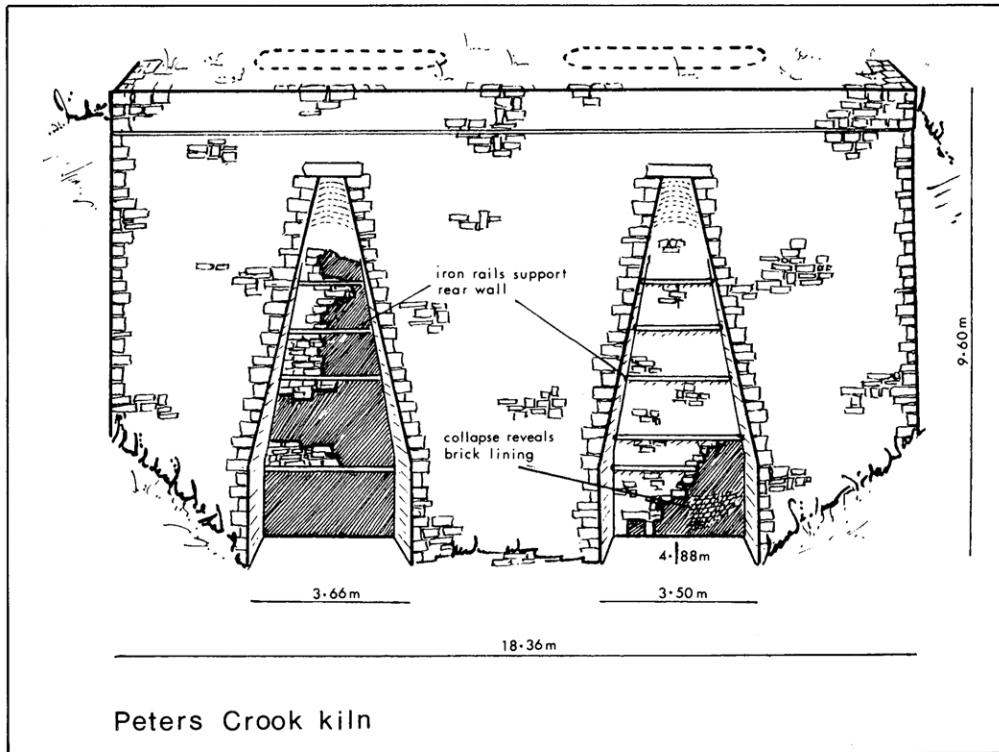 iron rails support
rear wall
9·60m
collapse reveals
brick lining
4·88m
3·66m
3·50m
18·36m
Peters Crook kiln